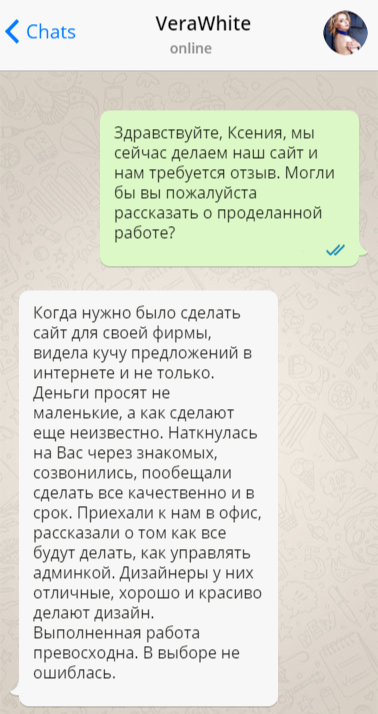 Chats
VeraWhite
online
Здравствуйте, Ксения, мы
сейчас делаем наш сайт и
нам требуется отзыв. Могли
бы вы пожалуйста
рассказать о проделанной
работе?
Когда нужно было сделать
сайт для своей фирмы,
видела кучу предложений в
интернете и не только.
Деньги просят не
маленькие, а как сделают
еще неизвестно. Наткнулась
на Вас через знакомых,
созвонились, пообещали
сделать все качественно и в
срок. Приехали к нам в офис,
рассказали о том как все
будут делать, как управлять
админкой. Дизайнеры у них
отличные, хорошо и красиво
делают дизайн.
Выполненная работа
превосходна. В выборе не
ошиблась.